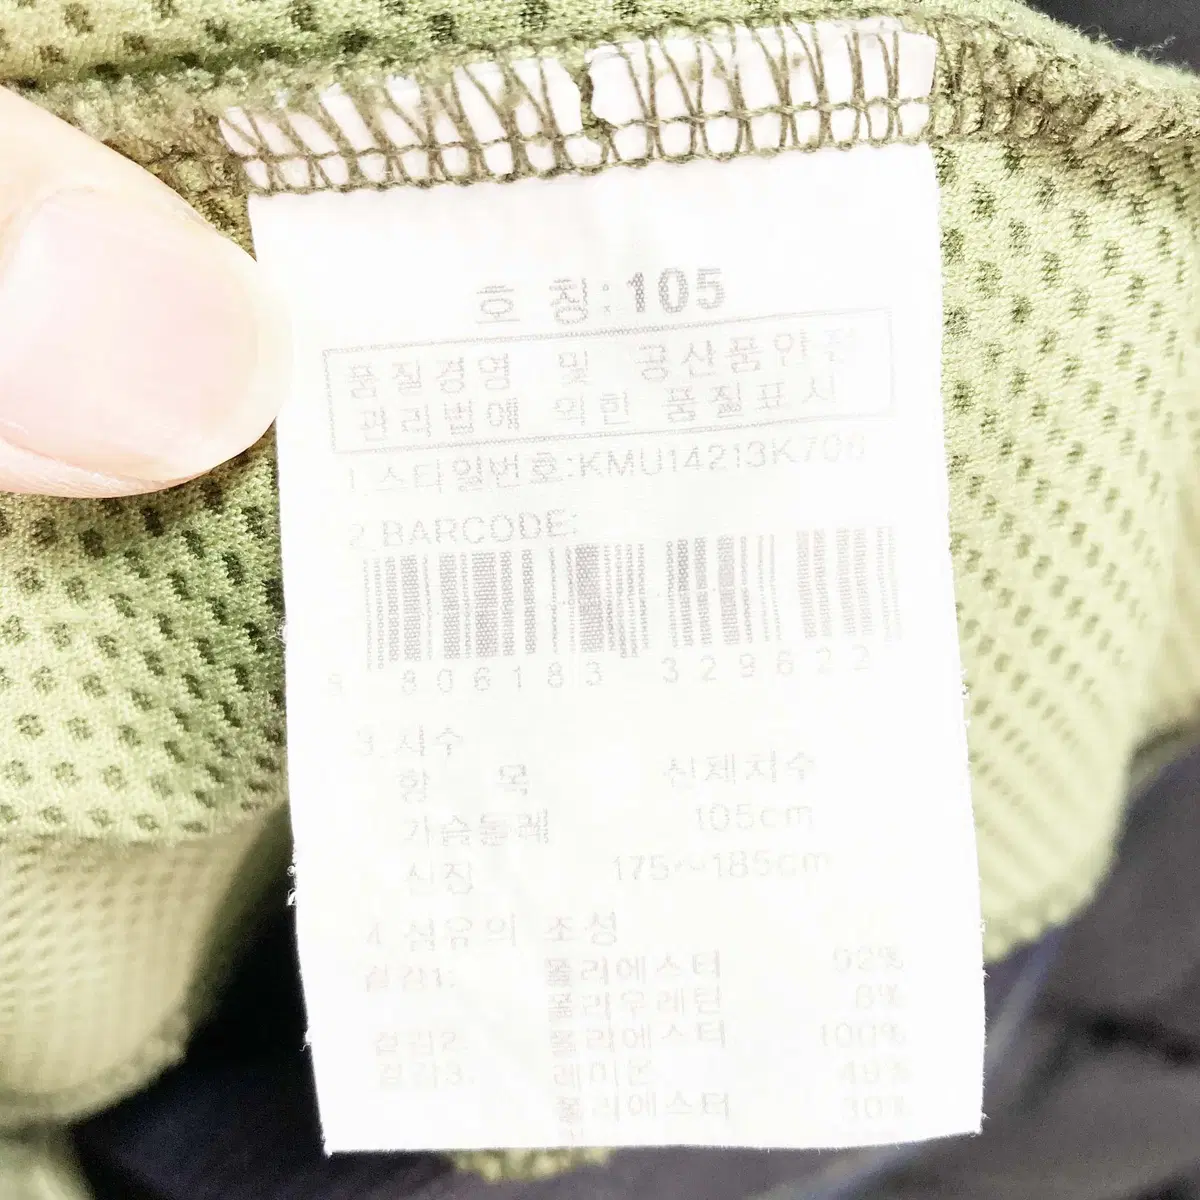 호 칭:105
품질경영 및 공산품안전
관리법에 의한 품질표시
1.스타일번호:KMU14213K706
2.BARCODE:
8 806183 329622
3.치수
항 목 신체치수
가슴둘레 105cm
신장 175~185cm
4.섬유의 조성
겉감1: 폴리에스터 92%
폴리우레탄 8%
겉감2: 폴리에스터 100%
겉감3: 레이온
폴리에스터 30%